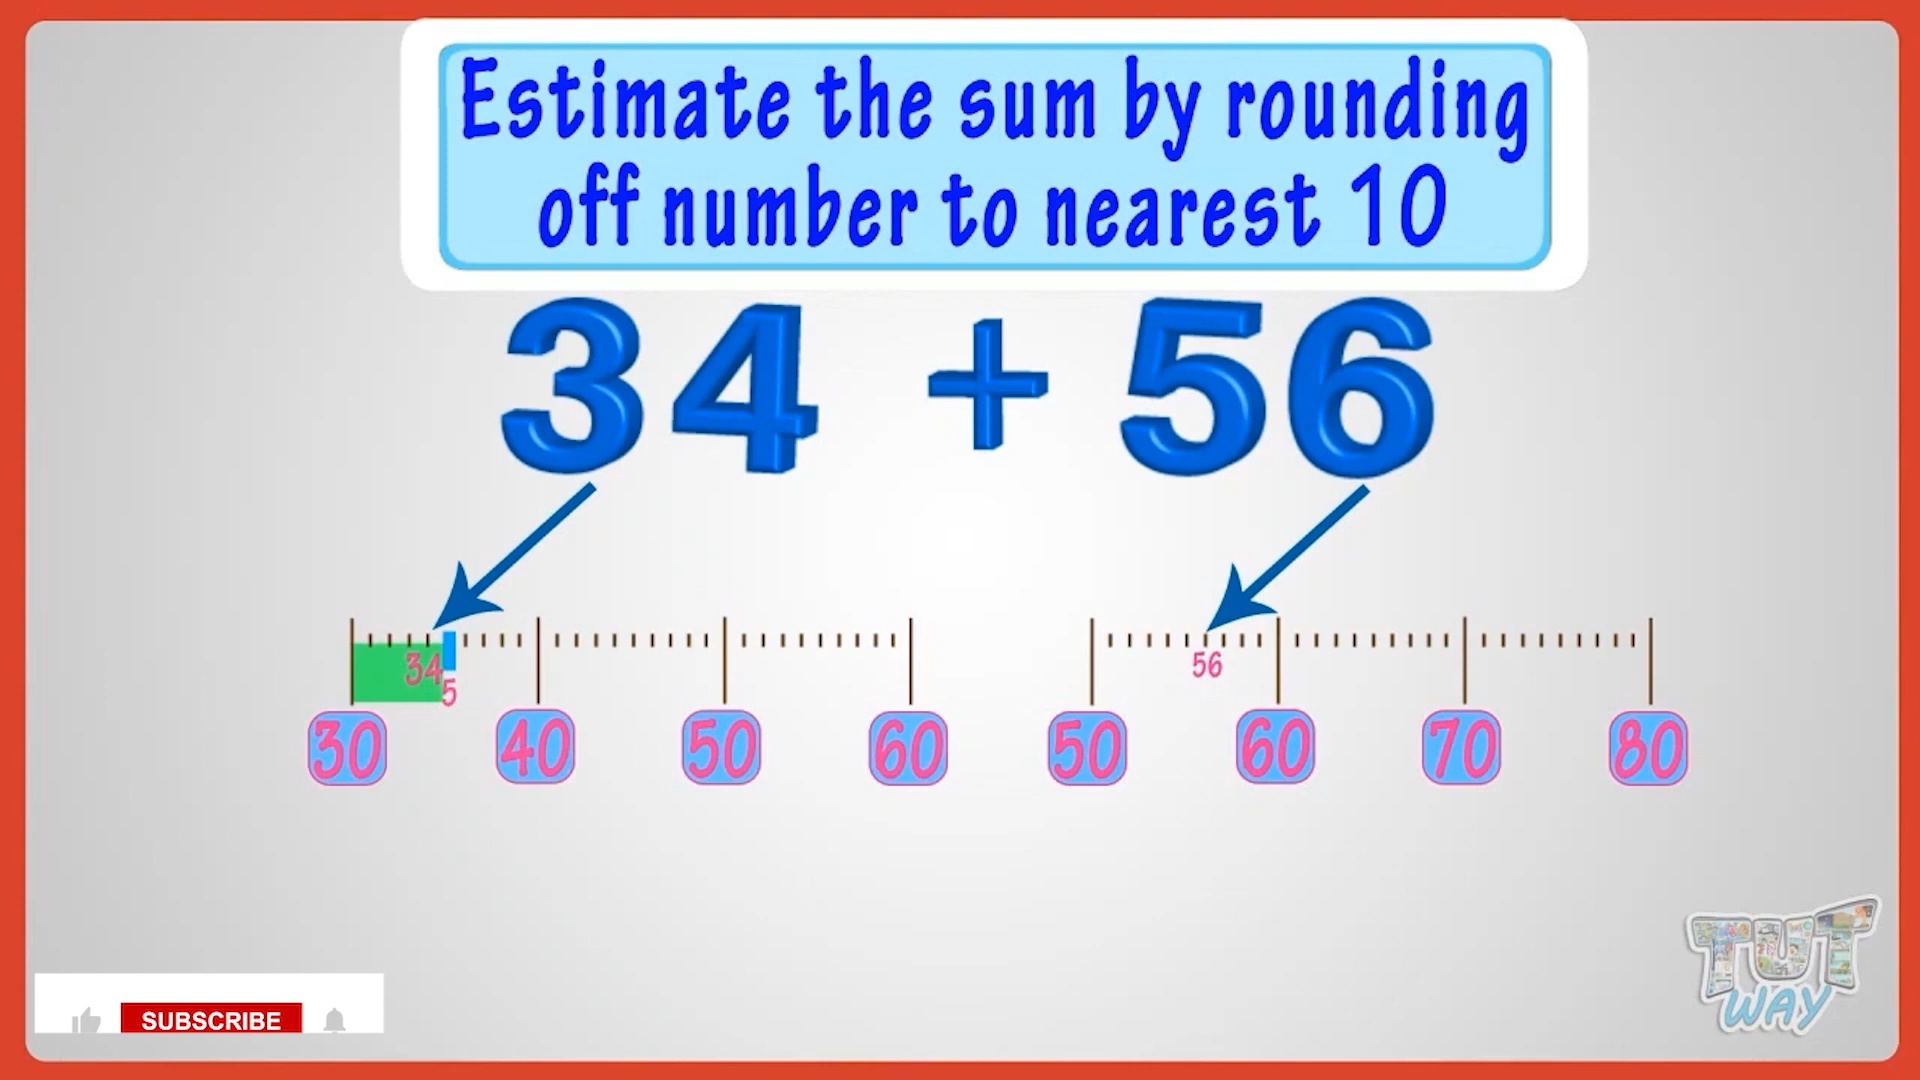 Estimate the sum by rounding
off number to nearest 10
34 + 56
34
5
56
30 40 50 60 50 60 70 80
TUT
WAY
SUBSCRIBE